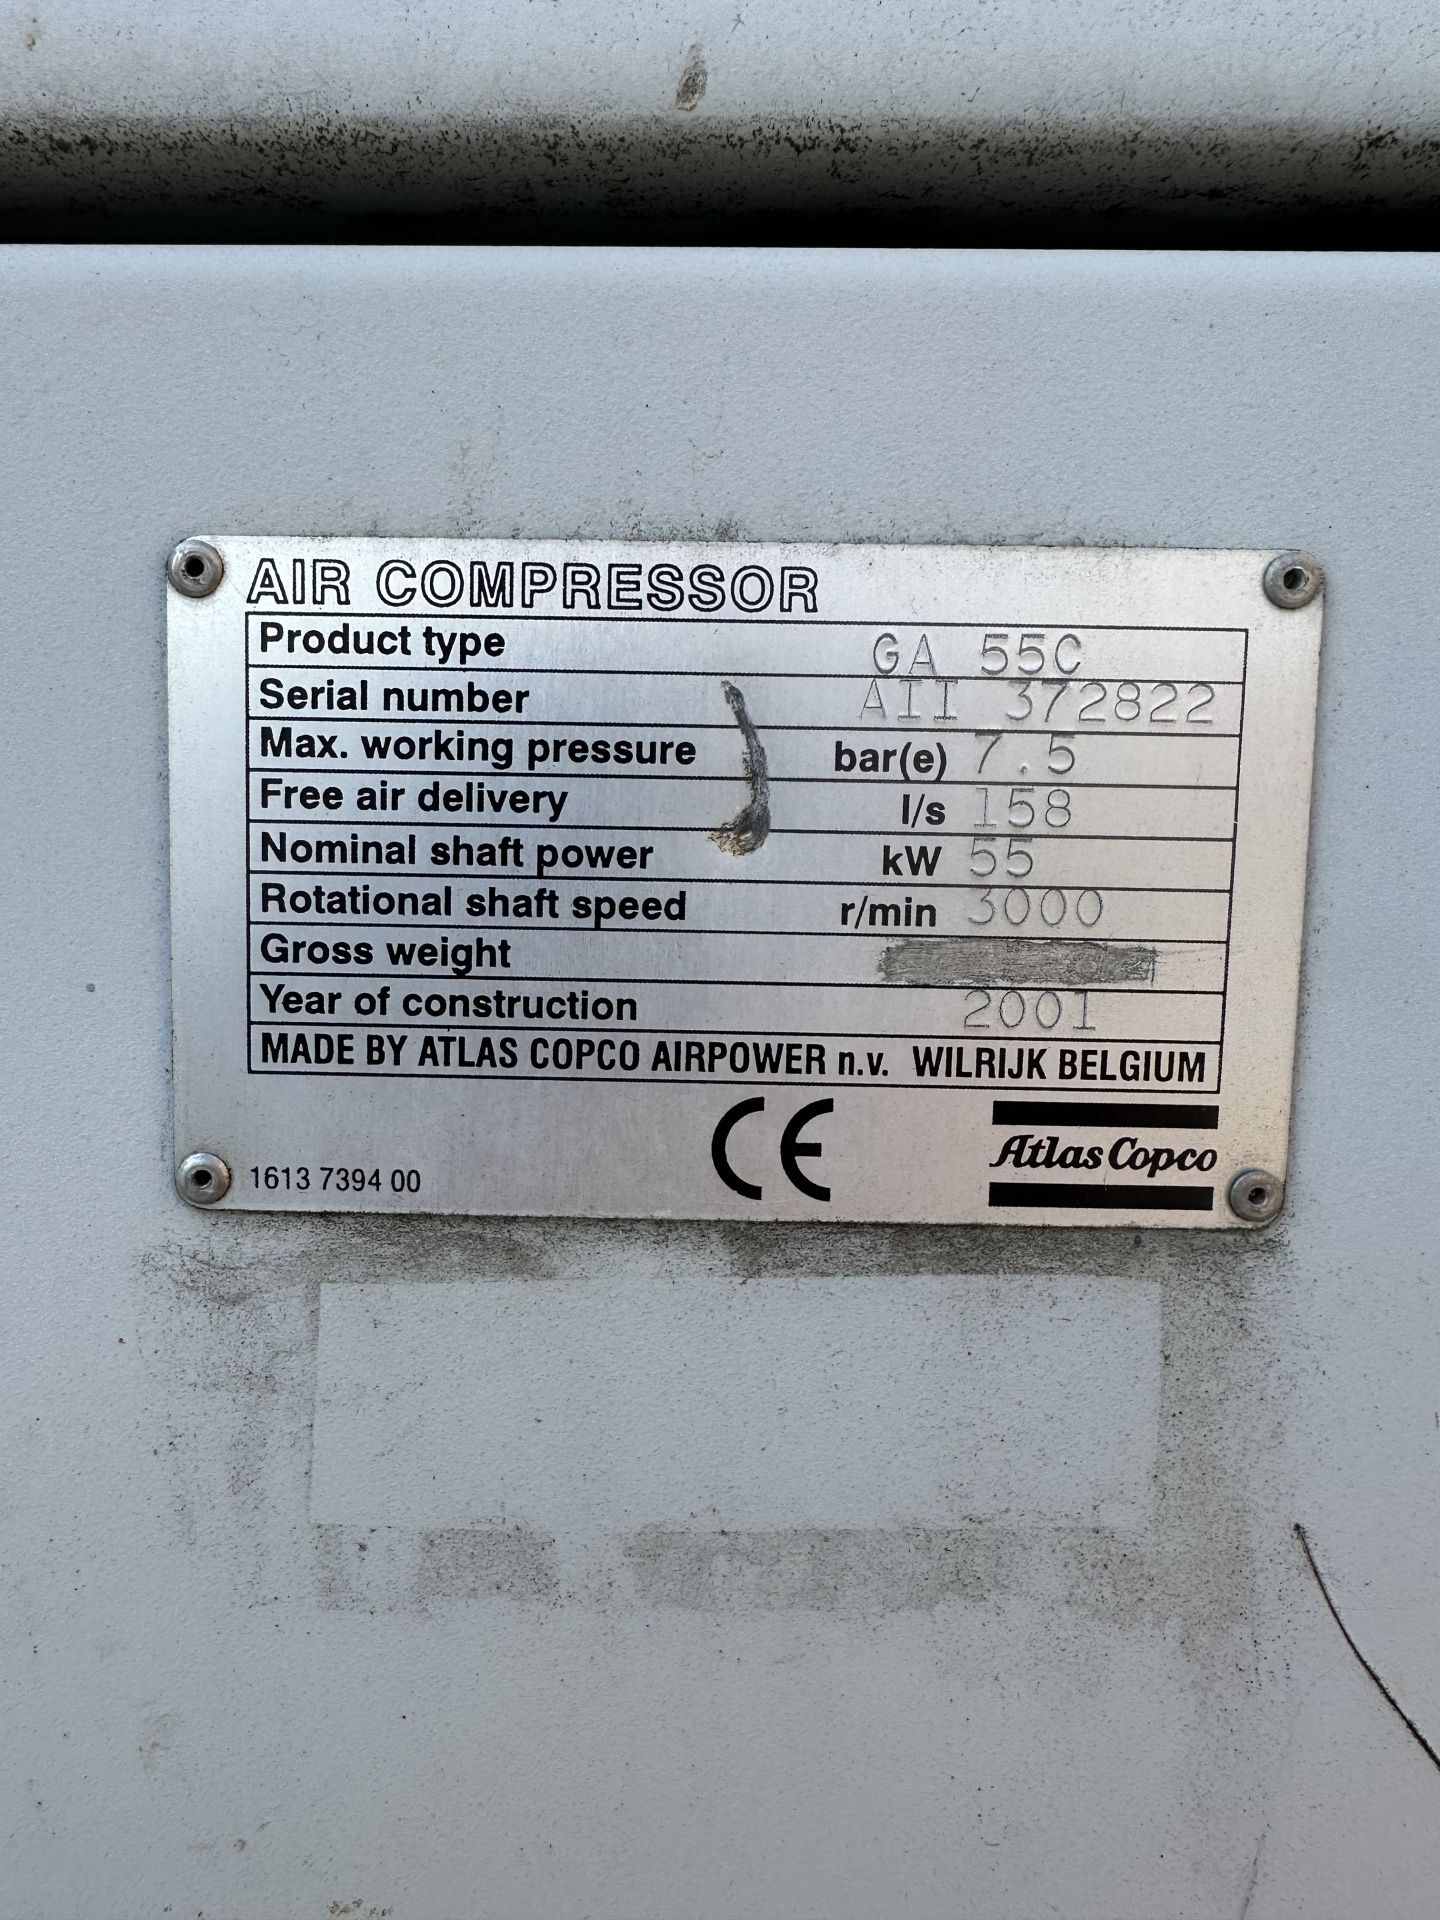 AIR COMPRESSOR
Product type GA 55C
Serial number AII 372822
Max. working pressure bar(e) 7.5
Free air delivery l/s 158
Nominal shaft power kW 55
Rotational shaft speed r/min 3000
Gross weight
Year of construction 2001
MADE BY ATLAS COPCO AIRPOWER n.v. WILRIJK BELGIUM
CE
Atlas Copco
1613 7394 00